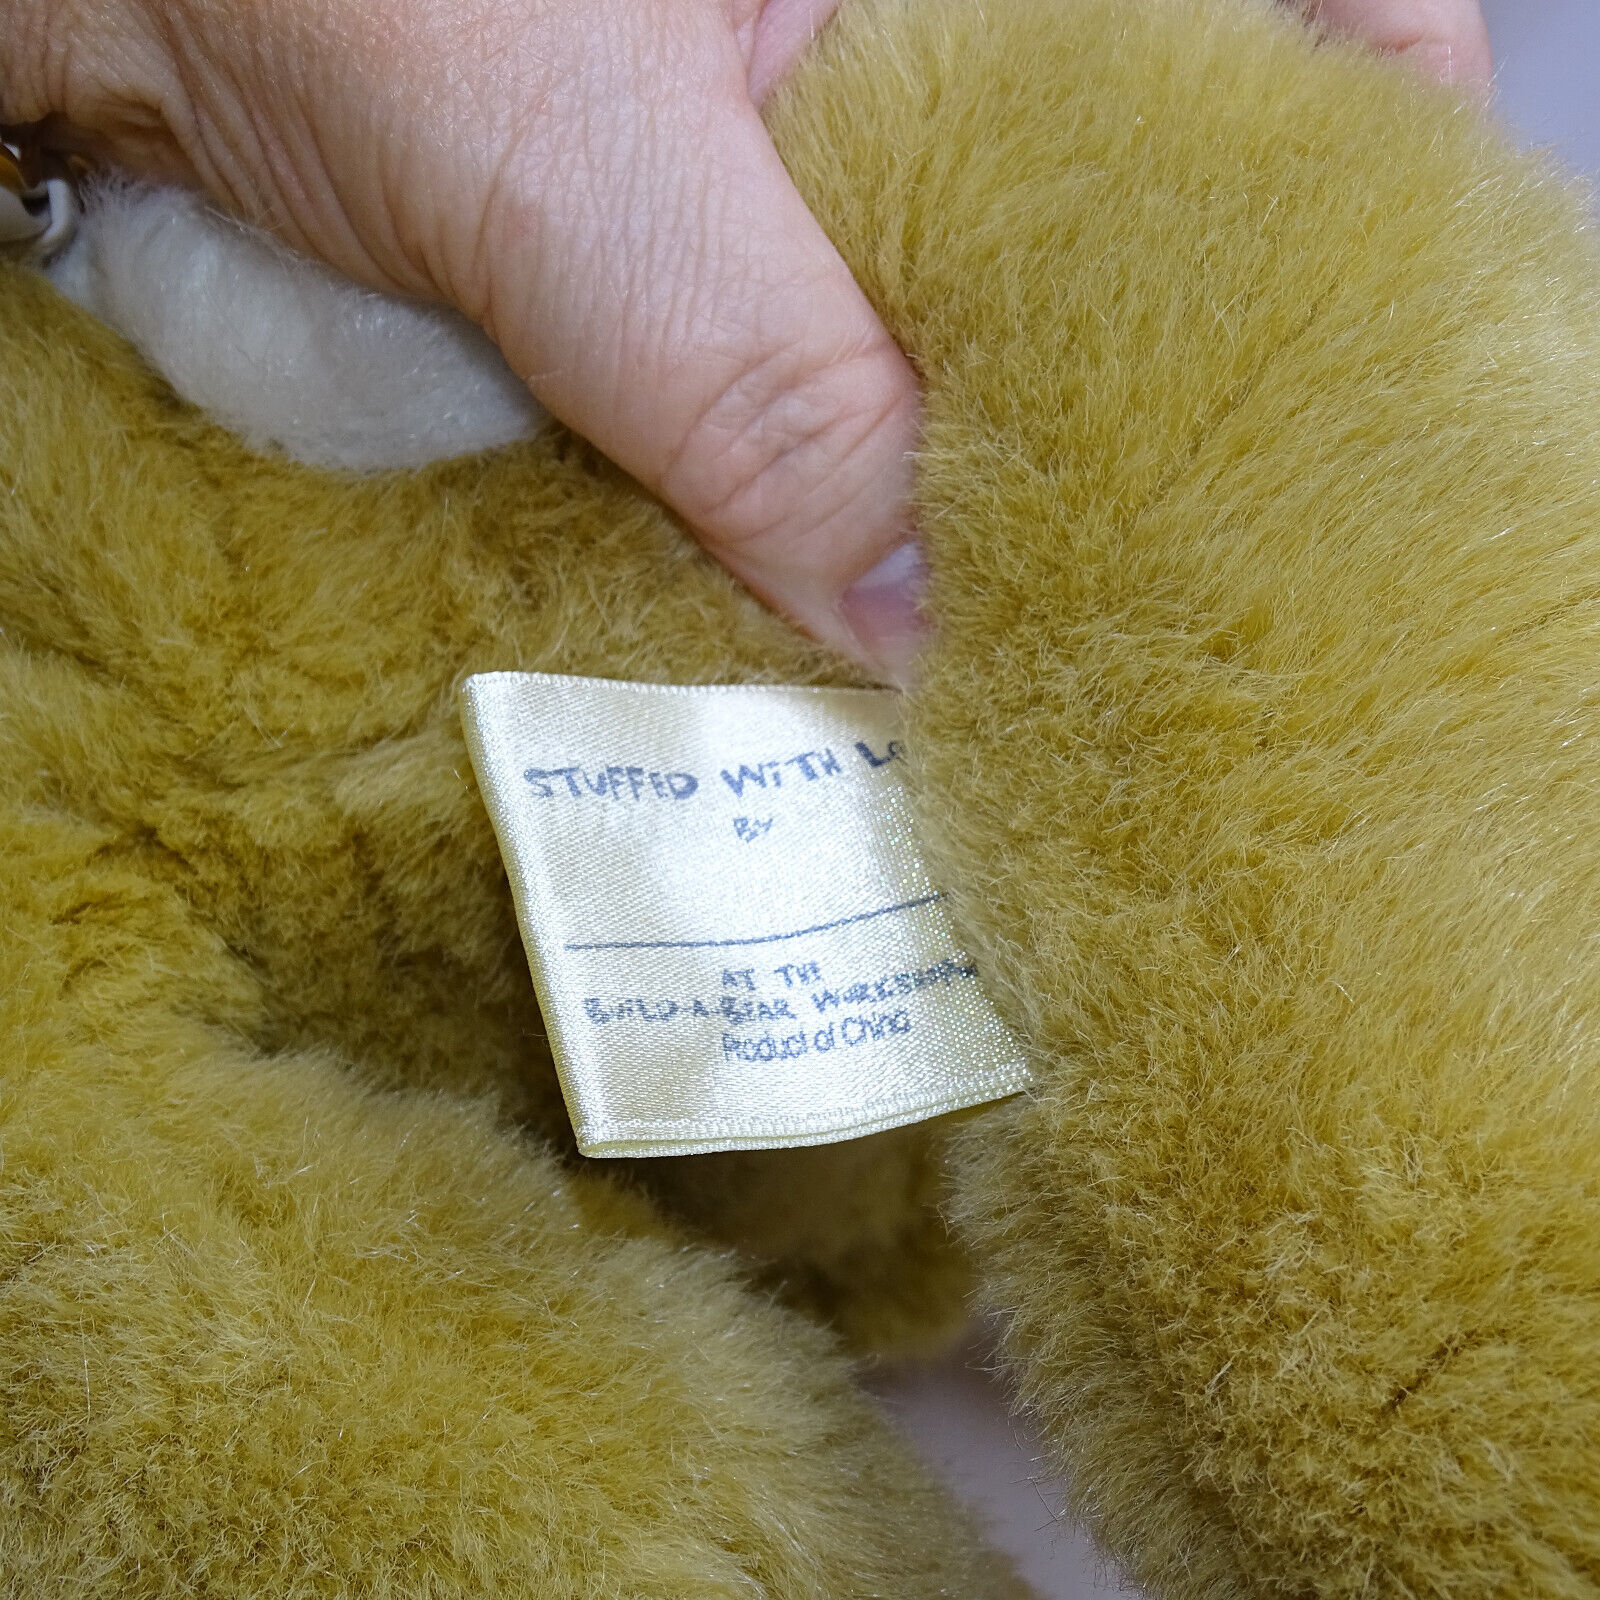 STUFFED WITH LO
BY
AT THE
BUILD-A-BEAR WORKSHOP
Product of China